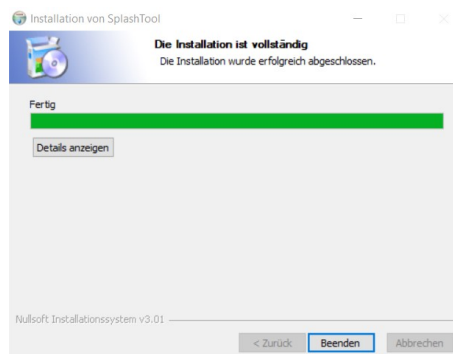 Installation von SplashTool
Die Installation ist vollständig
Die Installation wurde erfolgreich abgeschlossen.
Fertig
Details anzeigen
Nullsoft Installationssystem v3.01
< Zurück
Beenden
Abbrechen